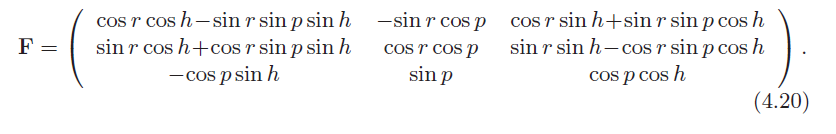 F = ( cos r cos h−sin r sin p sin h −sin r cos p cos r sin h+sin r sin p cos h
sin r cos h+cos r sin p sin h cos r cos p sin r sin h−cos r sin p cos h
−cos p sin h sin p cos p cos h ) .
(4.20)